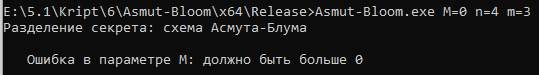 E:\5.1\Kript\6\Asmut-Bloom\x64\Release>Asmut-Bloom.exe M=0 n=4 m=3
Разделение секрета: схема Асмута-Блума
Ошибка в параметре M: должно быть больше 0